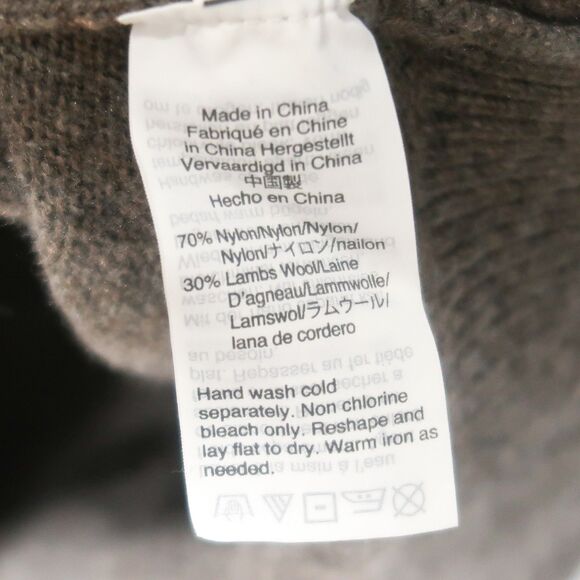 Made in China
Fabriqué en Chine
in China Hergestellt
Vervaardigd in China
中国製
Hecho en China
70% Nylon/Nylon/Nylon/
Nylon/ナイロン/nailon
30% Lambs Wool/Laine
D'agneau/Lammwolle/
Lamswol/ラムウール/
lana de cordero
Hand wash cold
separately. Non chlorine
bleach only. Reshape and
lay flat to dry. Warm iron as
needed.